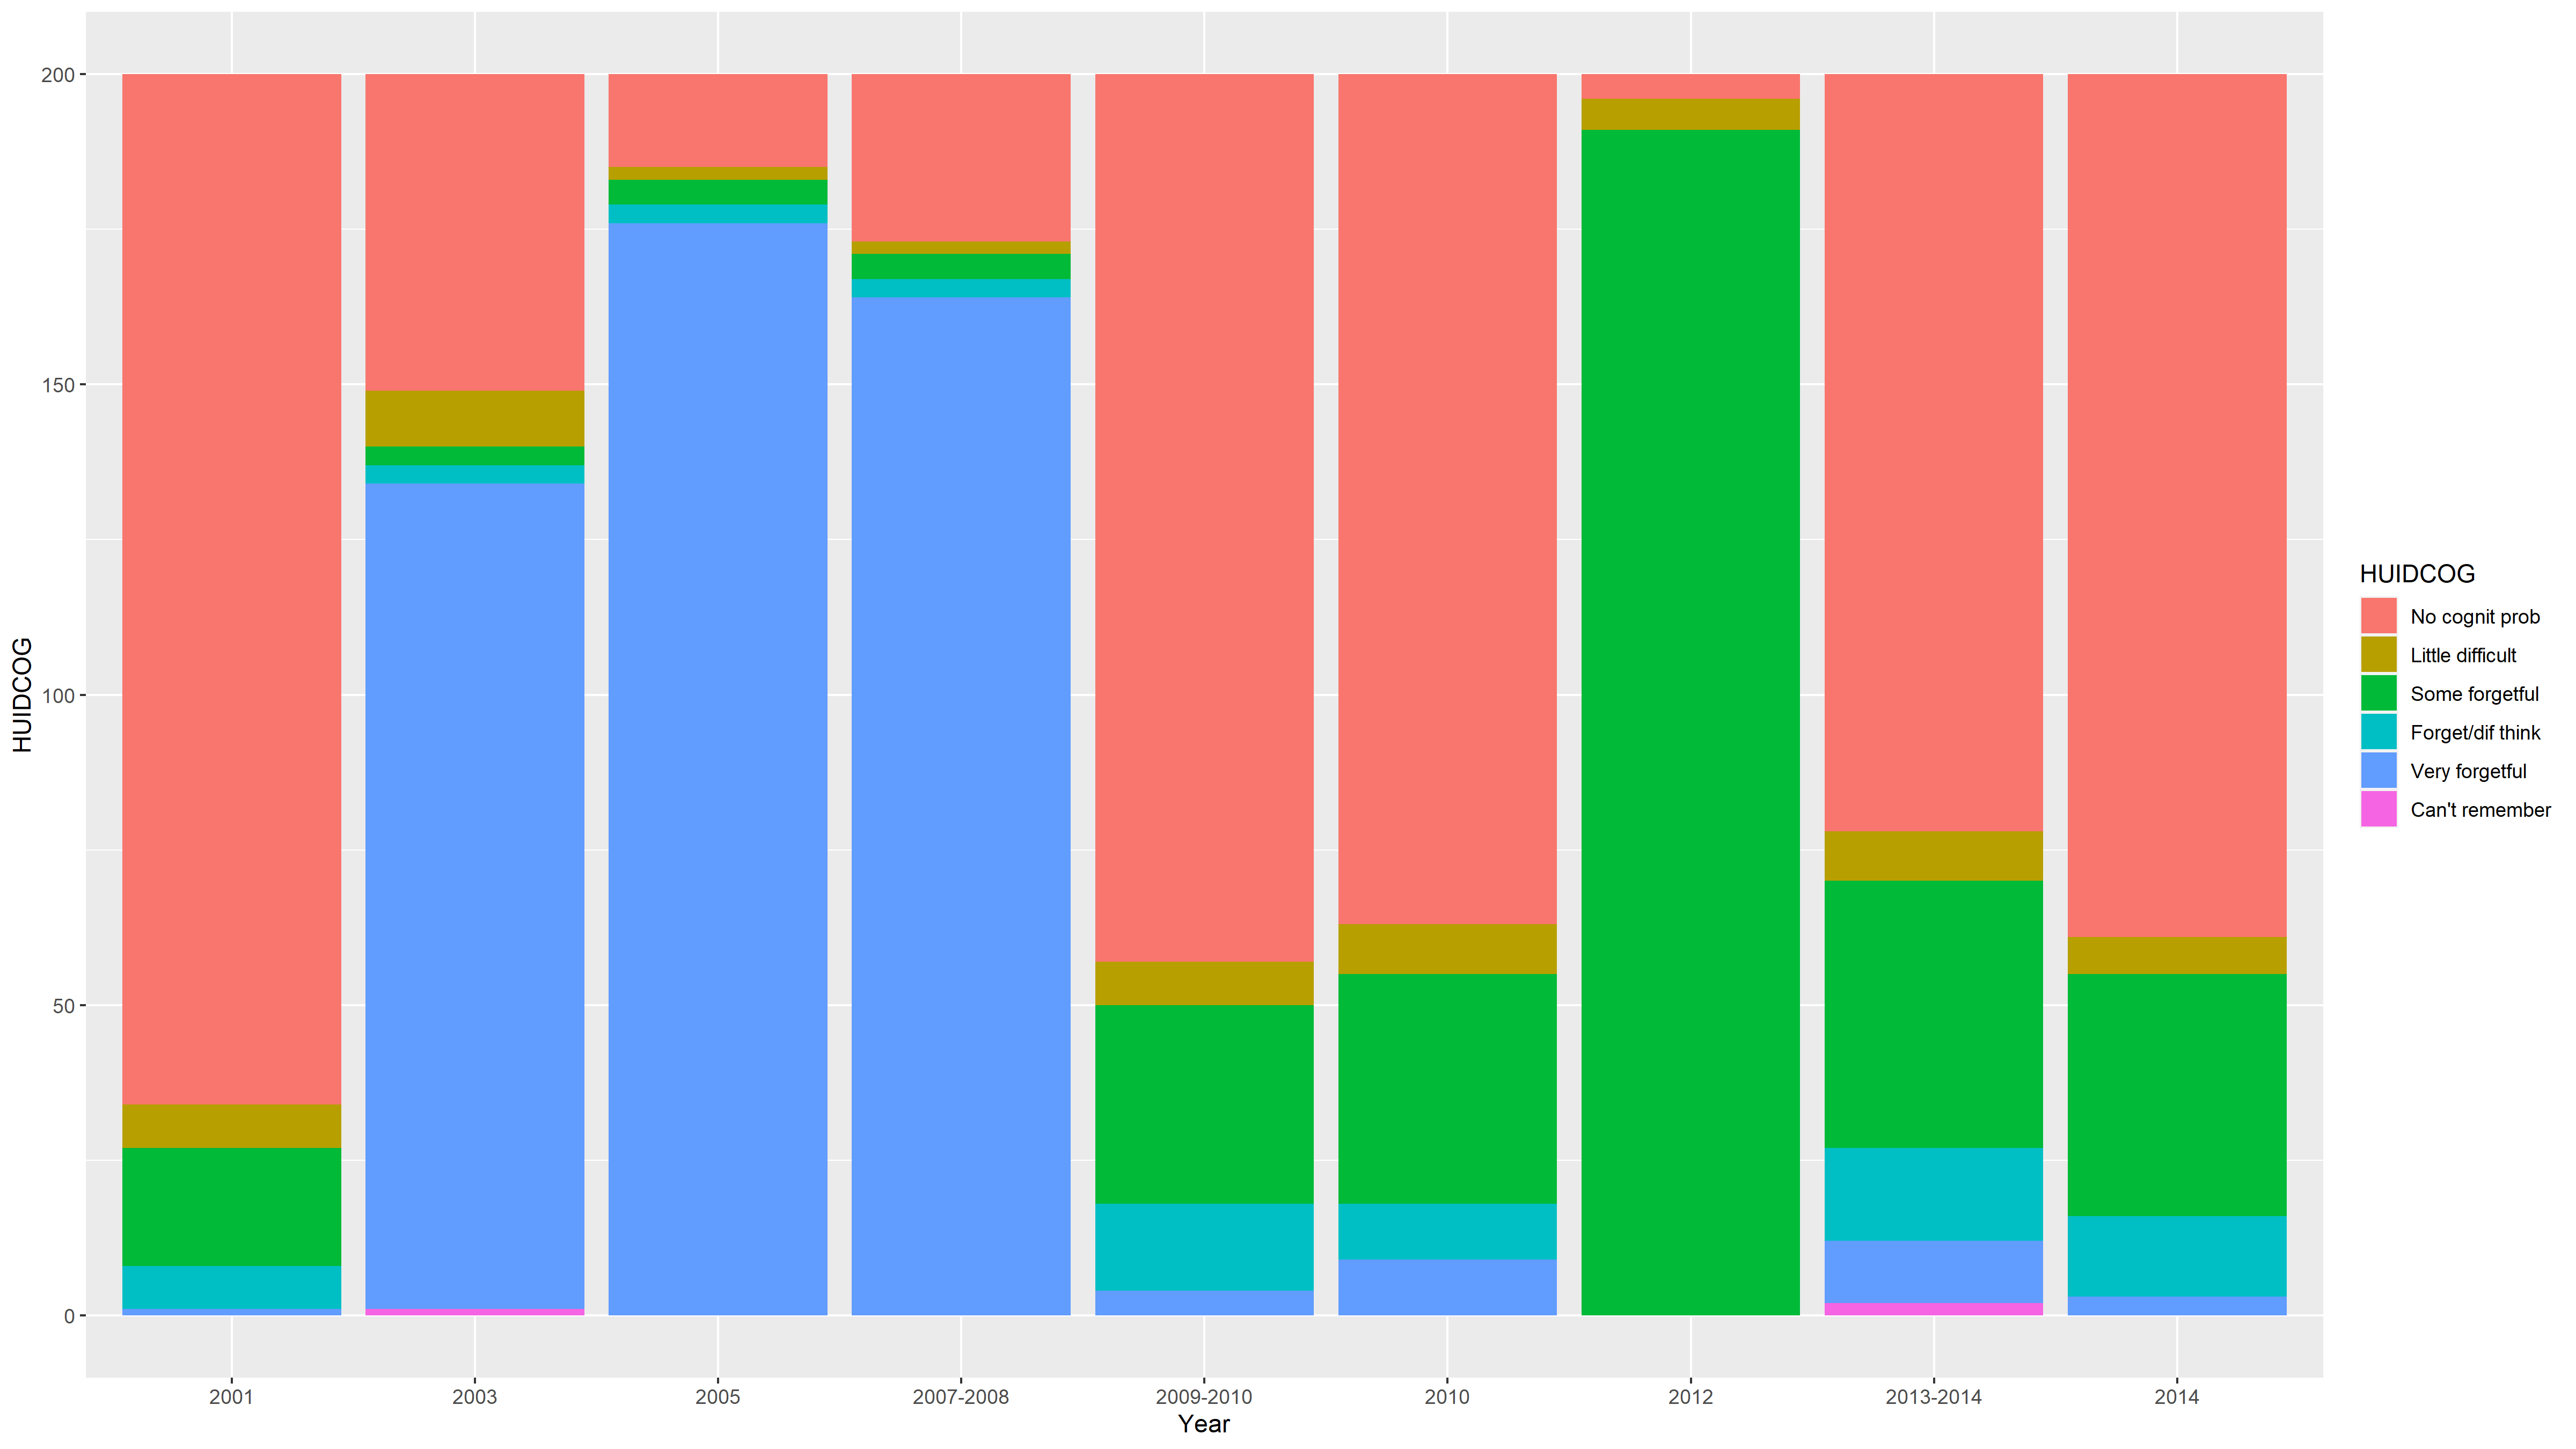 200
150
100
50
0
HUIDCOG
2001 2003 2005 2007-2008 2009-2010 2010 2012 2013-2014 2014
Year
HUIDCOG
No cognit prob
Little difficult
Some forgetful
Forget/dif think
Very forgetful
Can't remember